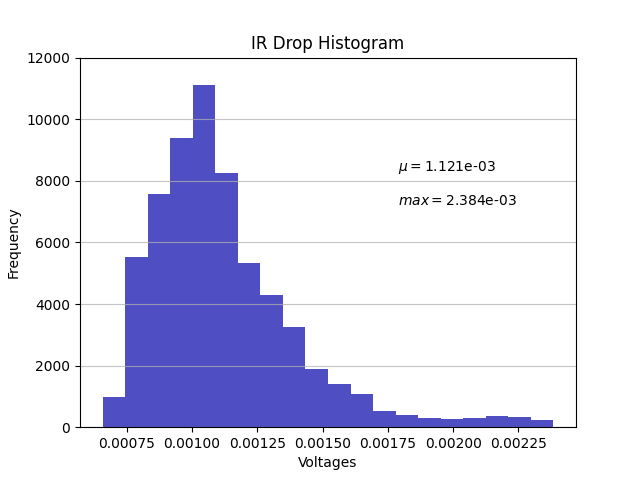 IR Drop Histogram
12000
10000
8000
6000
4000
2000
0
Frequency
μ = 1.121e-03
max = 2.384e-03
0.00075 0.00100 0.00125 0.00150 0.00175 0.00200 0.00225
Voltages